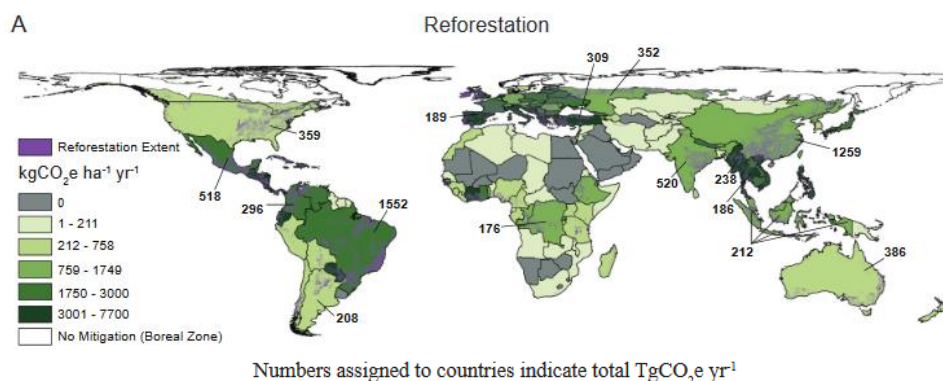 A
Reforestation
309
352
189
359
1259
518
520
238
296
1552
186
176
212
386
208
Reforestation Extent
kgCO₂e ha⁻¹ yr⁻¹
0
1 - 211
212 - 758
759 - 1749
1750 - 3000
3001 - 7700
No Mitigation (Boreal Zone)
Numbers assigned to countries indicate total TgCO₂e yr⁻¹